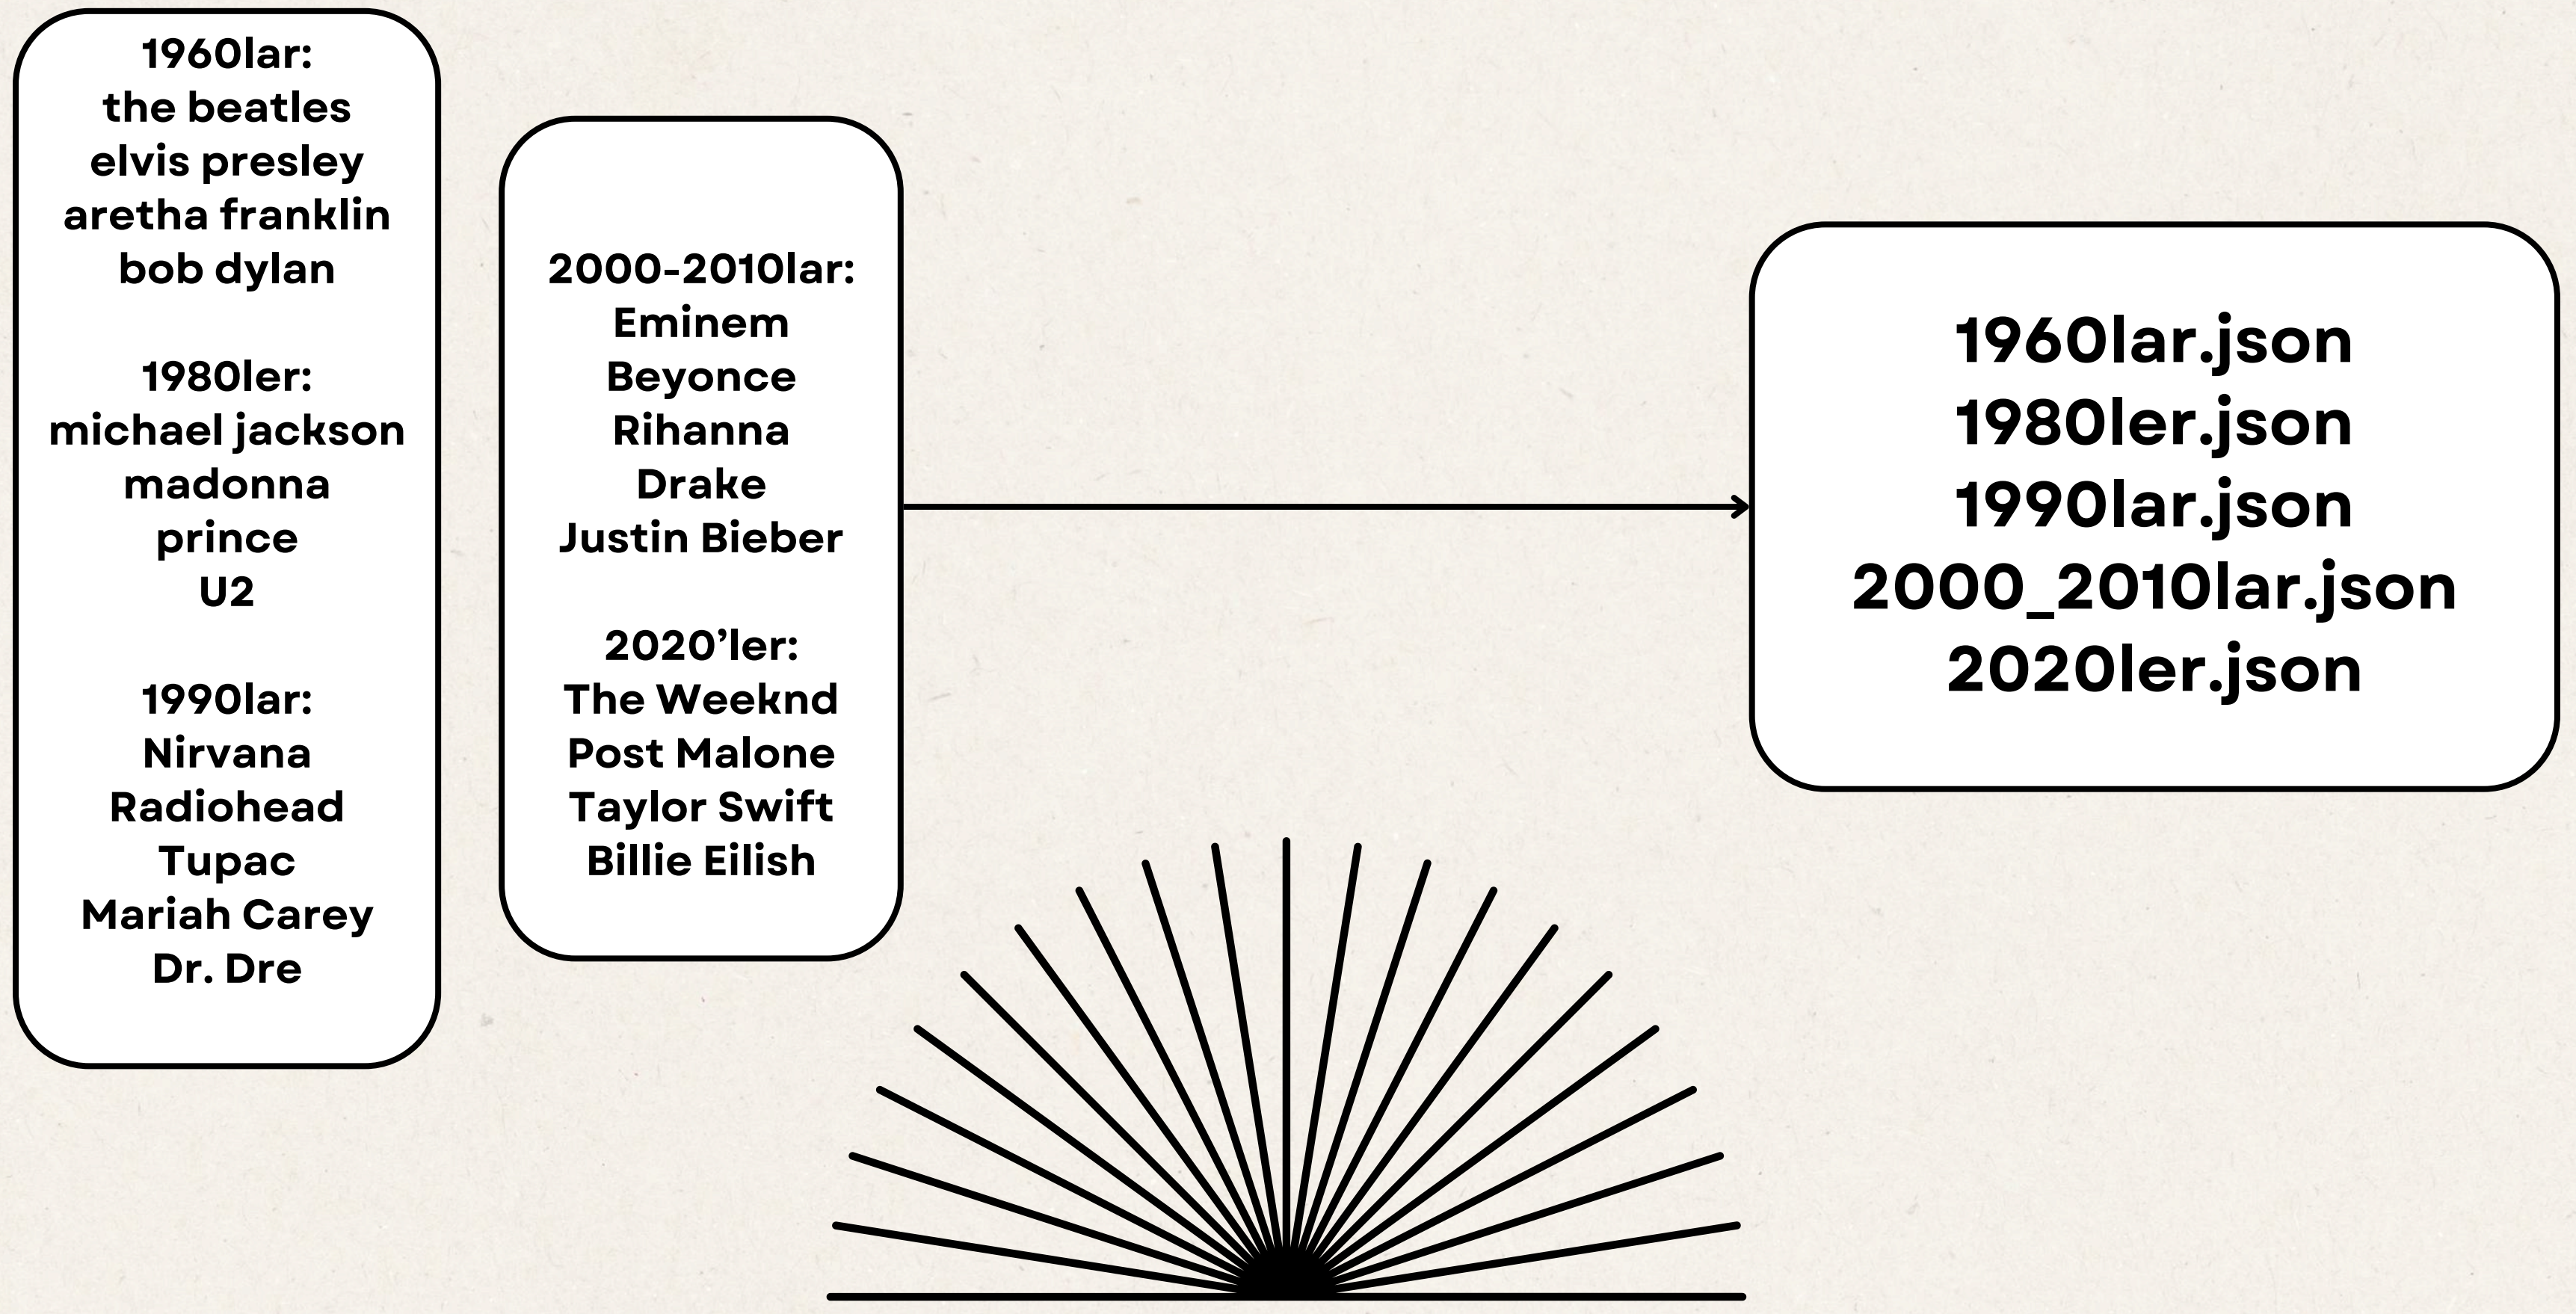 1960lar:
the beatles
elvis presley
aretha franklin
bob dylan
1980ler:
michael jackson
madonna
prince
U2
1990lar:
Nirvana
Radiohead
Tupac
Mariah Carey
Dr. Dre
2000-2010lar:
Eminem
Beyonce
Rihanna
Drake
Justin Bieber
2020’ler:
The Weeknd
Post Malone
Taylor Swift
Billie Eilish
1960lar.json
1980ler.json
1990lar.json
2000_2010lar.json
2020ler.json